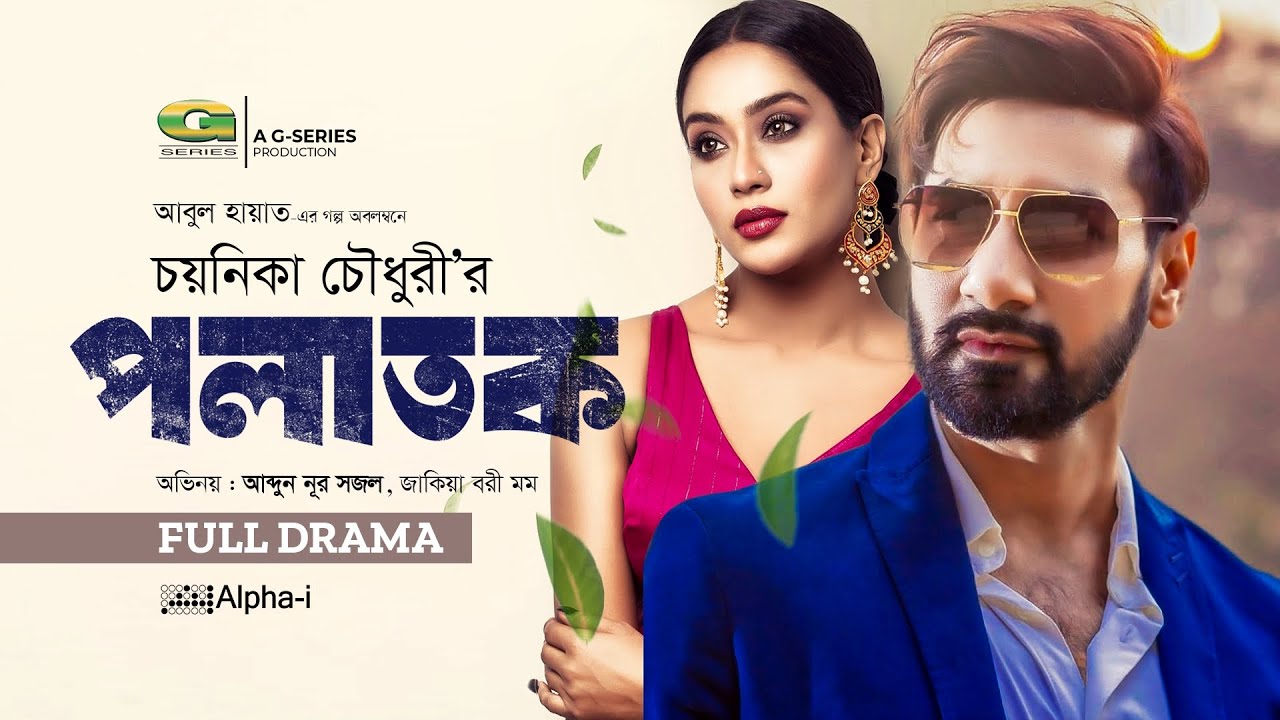 G
SERIES
A G-SERIES
PRODUCTION
আবুল হায়াত-এর গল্প অবলম্বনে
চয়নিকা চৌধুরী'র
পলাতক
অভিনয় : আব্দুন নূর সজল, জাকিয়া বরী মম
FULL DRAMA
Alpha-i